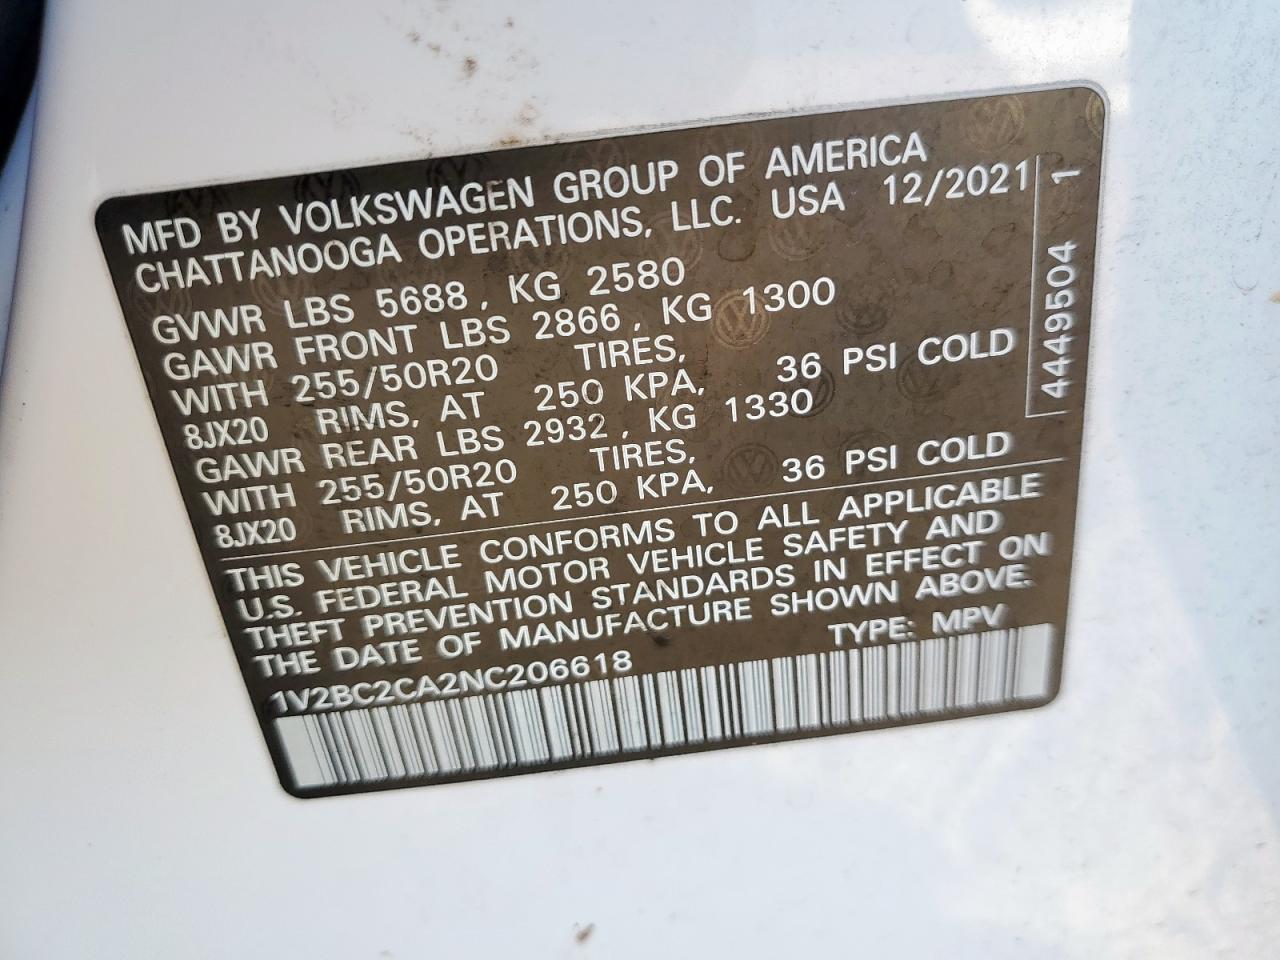 MFD BY VOLKSWAGEN GROUP OF AMERICA
CHATTANOOGA OPERATIONS, LLC. USA 12/2021
GVWR LBS 5688, KG 2580
GAWR FRONT LBS 2866, KG 1300
WITH 255/50R20 TIRES,
8JX20 RIMS, AT 250 KPA, 36 PSI COLD
GAWR REAR LBS 2932, KG 1330
WITH 255/50R20 TIRES,
8JX20 RIMS, AT 250 KPA, 36 PSI COLD
THIS VEHICLE CONFORMS TO ALL APPLICABLE
U.S. FEDERAL MOTOR VEHICLE SAFETY AND
THEFT PREVENTION STANDARDS IN EFFECT ON
THE DATE OF MANUFACTURE SHOWN ABOVE.
1V2BC2CA2NC206618 TYPE: MPV
4449504 1